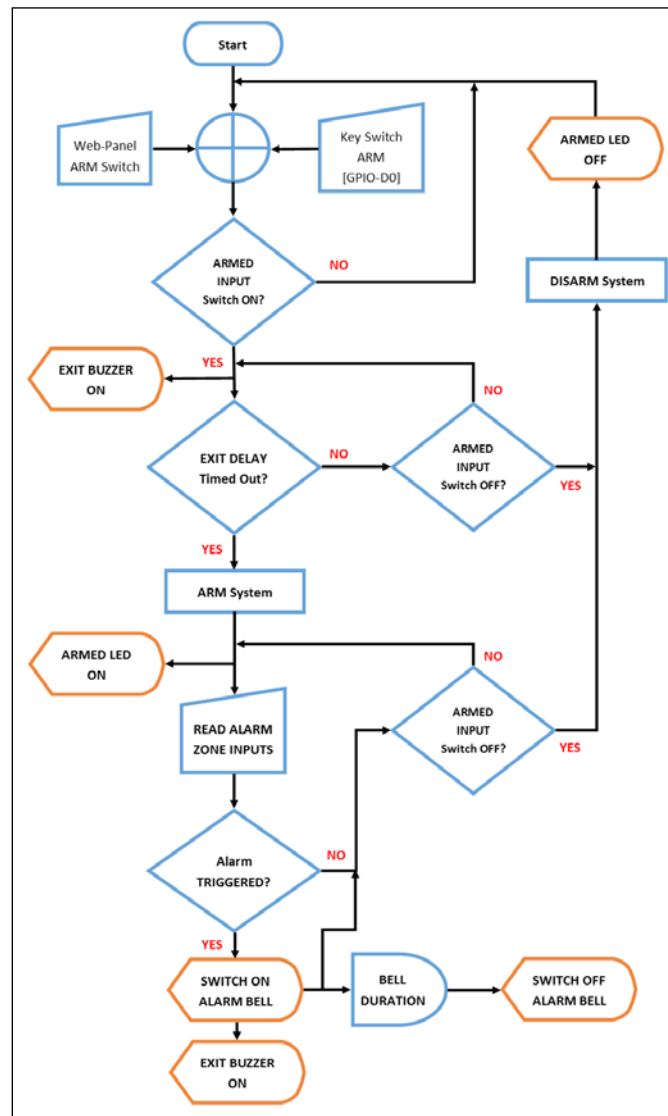 Start
Web-Panel
ARM Switch
Key Switch
ARM
[GPIO-D0]
ARMED LED
OFF
ARMED
INPUT
Switch ON?
NO
DISARM System
YES
EXIT BUZZER
ON
NO
EXIT DELAY
Timed Out?
NO
ARMED
INPUT
Switch OFF?
YES
YES
ARM System
ARMED LED
ON
NO
READ ALARM
ZONE INPUTS
ARMED
INPUT
Switch OFF?
YES
Alarm
TRIGGERED?
NO
YES
SWITCH ON
ALARM BELL
BELL
DURATION
SWITCH OFF
ALARM BELL
EXIT BUZZER
ON